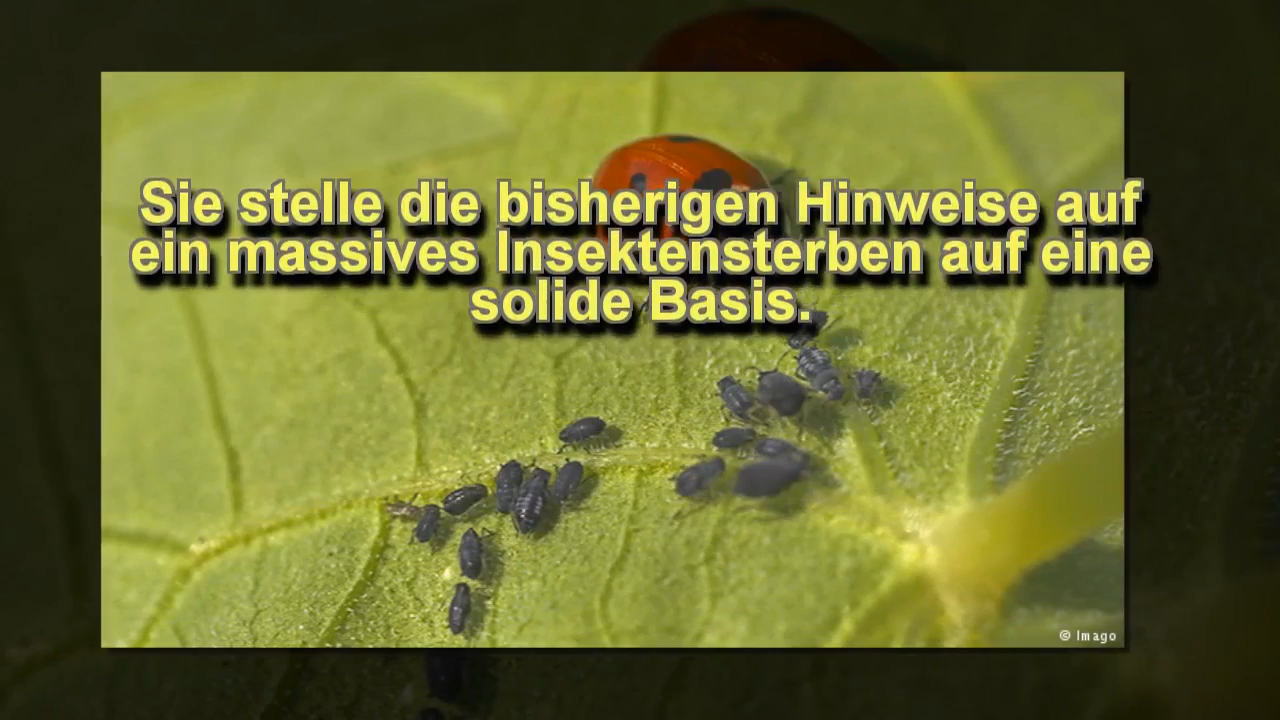 Sie stelle die bisherigen Hinweise auf
ein massives Insektensterben auf eine
solide Basis.
© Imago